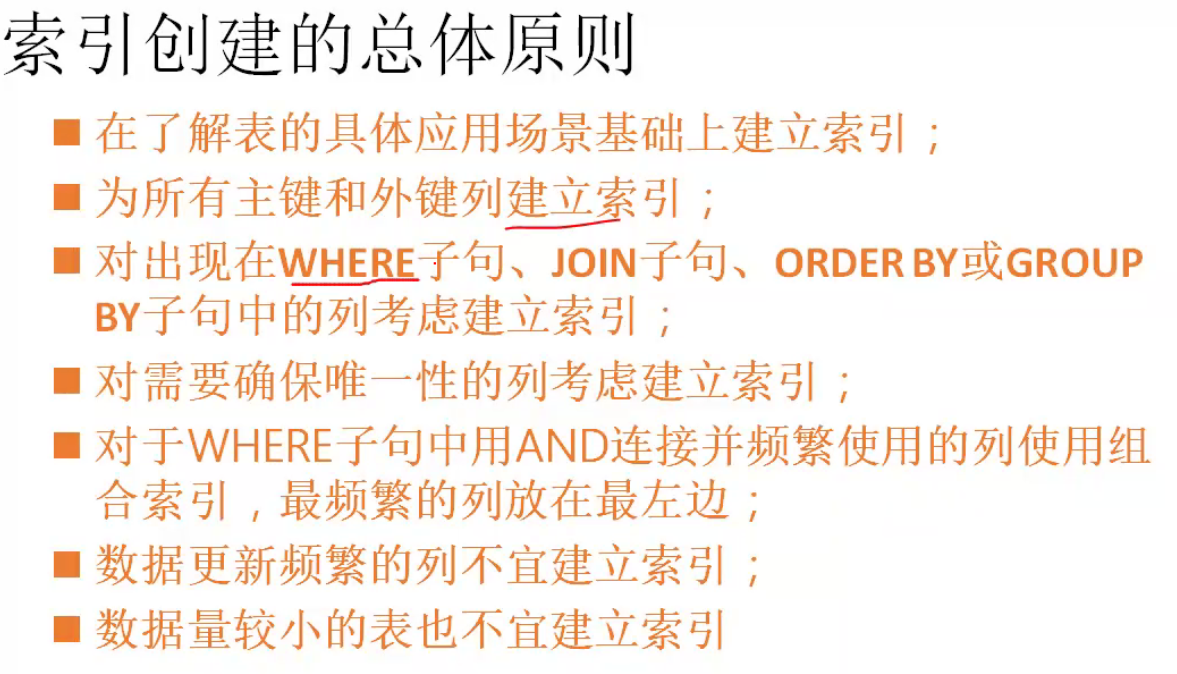 索引创建的总体原则
在了解表的具体应用场景基础上建立索引；
为所有主键和外键列建立索引；
对出现在WHERE子句、JOIN子句、ORDER BY或GROUP
BY子句中的列考虑建立索引；
对需要确保唯一性的列考虑建立索引；
对于WHERE子句中用AND连接并频繁使用的列使用组
合索引，最频繁的列放在最左边；
数据更新频繁的列不宜建立索引；
数据量较小的表也不宜建立索引